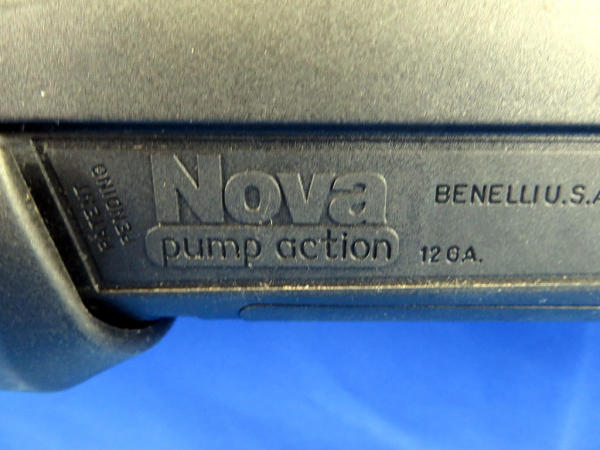 PATENT
PENDING
Nova
pump action
BENELLI U.S.A
12 GA.